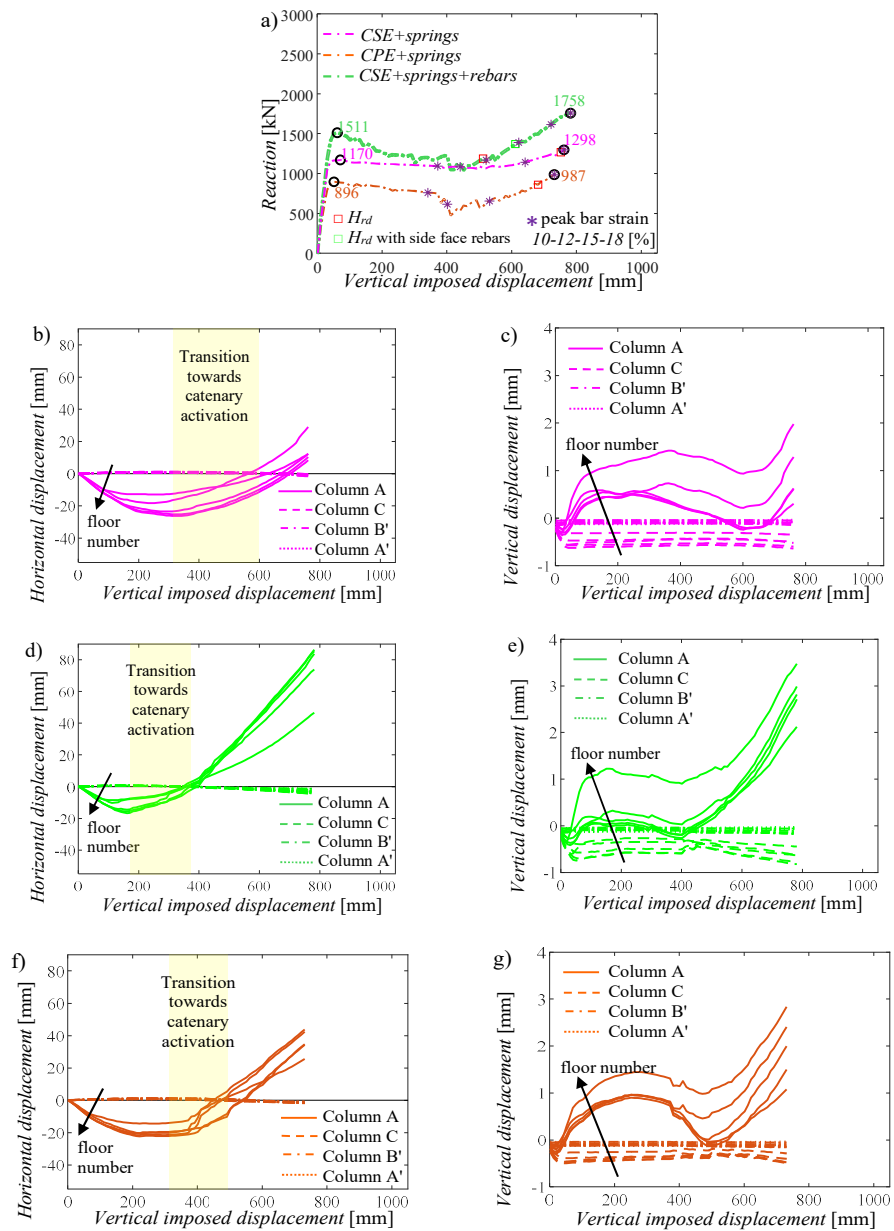 a)
3000
2500
2000
1500
1000
500
0
Reaction [kN]
CSE+springs
CPE+springs
CSE+springs+rebars
1511
1170
896
1758
1298
987
Hrd
Hrd with side face rebars
* peak bar strain
10-12-15-18 [%]
0 200 400 600 800 1000
Vertical imposed displacement [mm]
b)
80
60
40
20
0
-20
-40
Horizontal displacement [mm]
Transition
towards
catenary
activation
floor
number
Column A
Column C
Column B'
Column A'
0 200 400 600 800 1000
Vertical imposed displacement [mm]
c)
4
3
2
1
0
-1
Vertical displacement [mm]
Column A
Column C
Column B'
Column A'
floor number
0 200 400 600 800 1000
Vertical imposed displacement [mm]
d)
80
60
40
20
0
-20
-40
Horizontal displacement [mm]
Transition
towards
catenary
activation
floor
number
Column A
Column C
Column B'
Column A'
0 200 400 600 800 1000
Vertical imposed displacement [mm]
e)
4
3
2
1
0
-1
Vertical displacement [mm]
Column A
Column C
Column B'
Column A'
floor number
0 200 400 600 800 1000
Vertical imposed displacement [mm]
f)
80
60
40
20
0
-20
-40
Horizontal displacement [mm]
Transition
towards
catenary
activation
floor
number
Column A
Column C
Column B'
Column A'
0 200 400 600 800 1000
Vertical imposed displacement [mm]
g)
4
3
2
1
0
-1
Vertical displacement [mm]
Column A
Column C
Column B'
Column A'
floor number
0 200 400 600 800 1000
Vertical imposed displacement [mm]